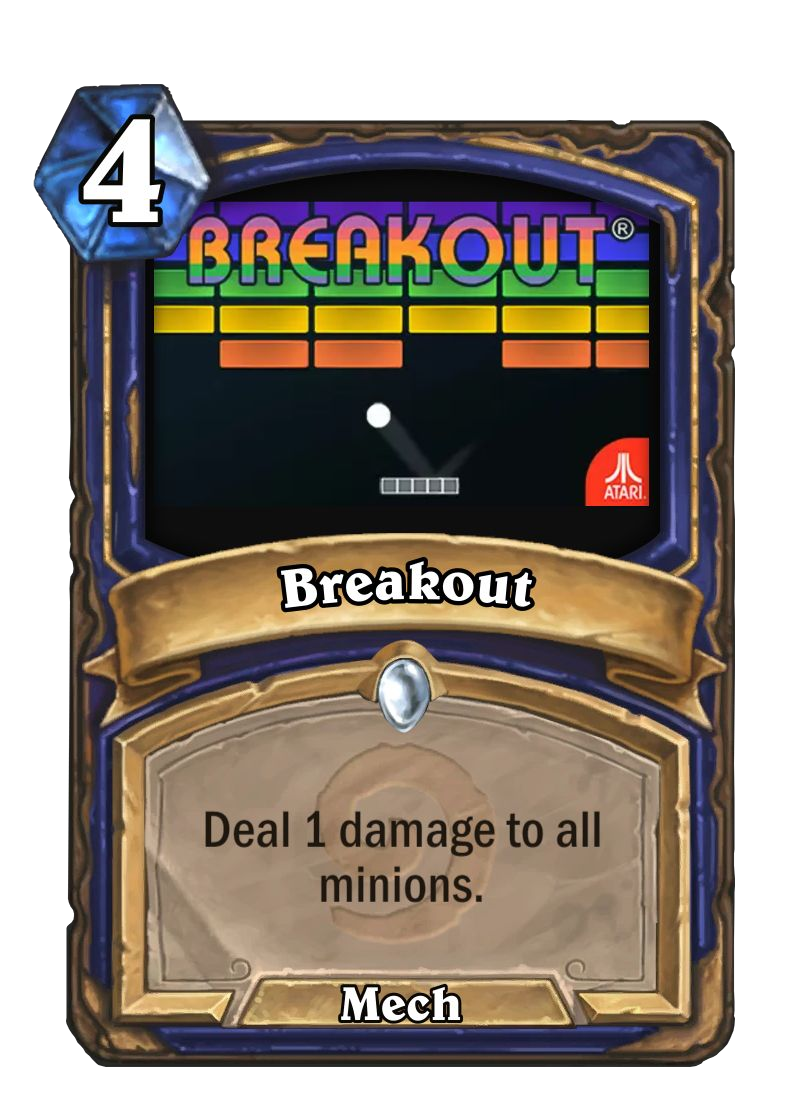 4
BREAKOUT®
ATARI.
Breakout
Deal 1 damage to all
minions.
Mech